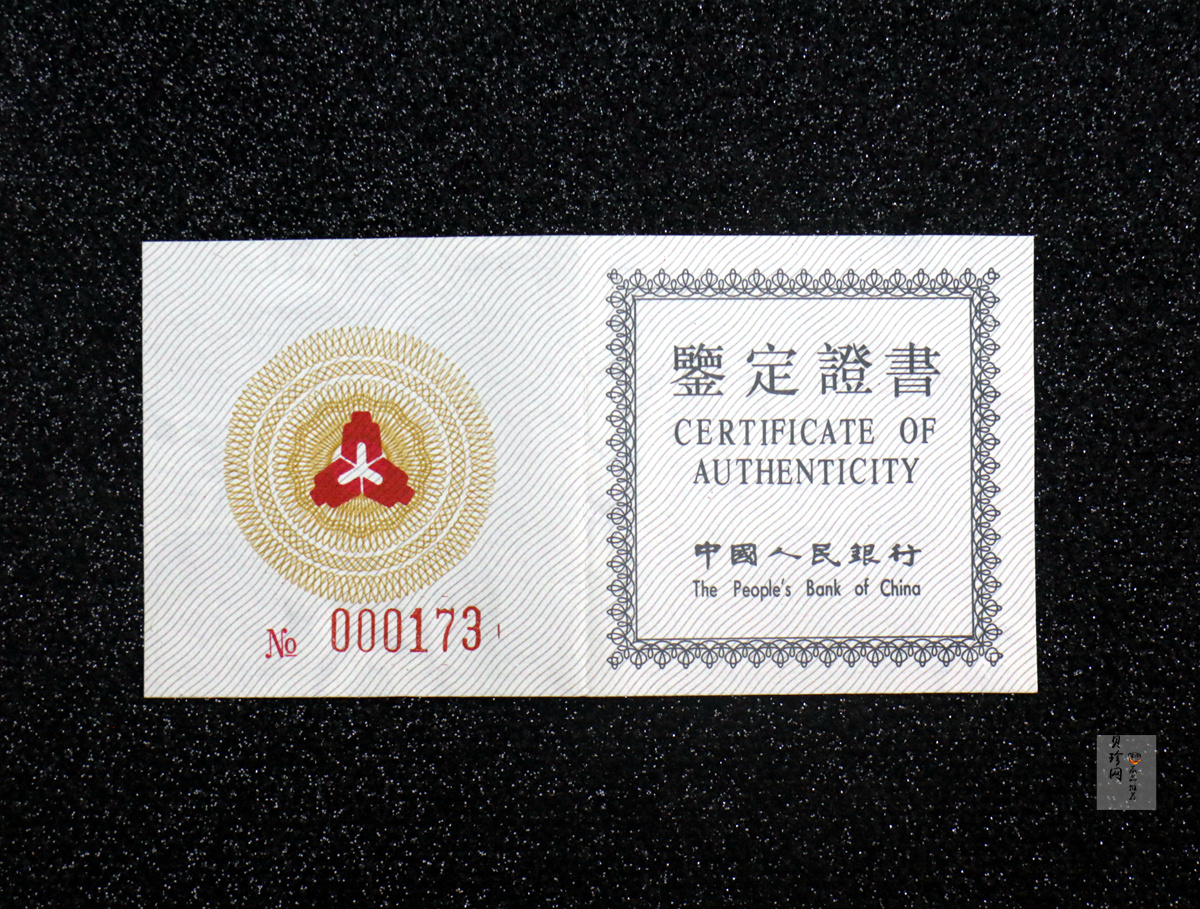 № 000173
鑒定證書
CERTIFICATE OF
AUTHENTICITY
中國人民銀行
The People's Bank of China